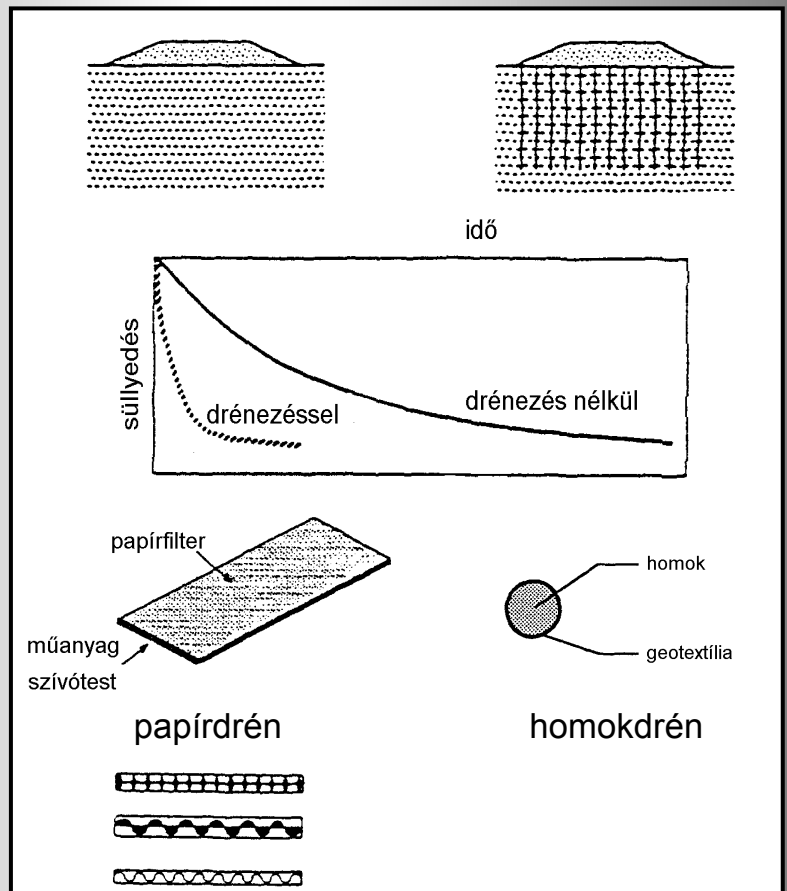 idő
süllyedés
drénezéssel
drénezés nélkül
papírfilter
műanyag
szívótest
homok
geotextília
papírdrén
homokdrén